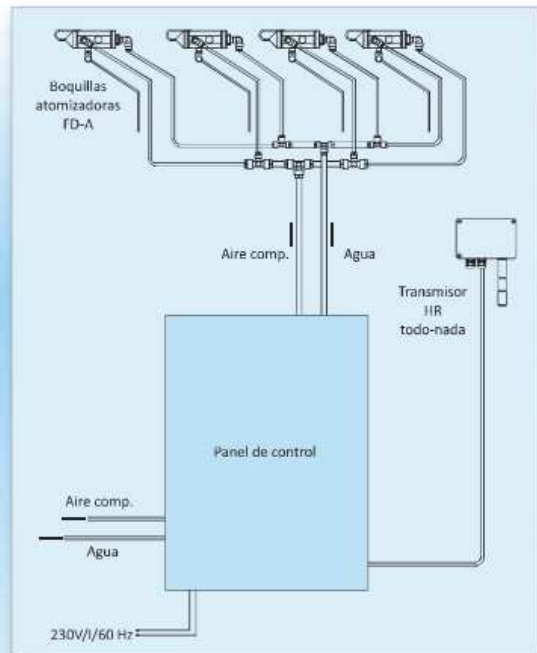 Boquillas
atomizadoras
FD-A
Aire comp.
Agua
Transmisor
HR
todo-nada
Panel de control
Aire comp.
Agua
230V/I/60 Hz